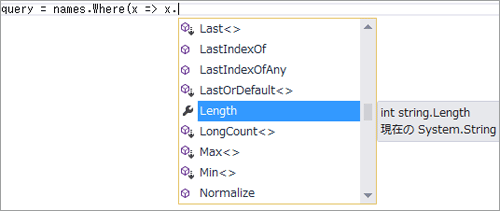 query = names.Where(x => x.
Last<>
LastIndexOf
LastIndexOfAny
LastOrDefault<>
Length
LongCount<>
Max<>
Min<>
Normalize
int string.Length
現在の System.String